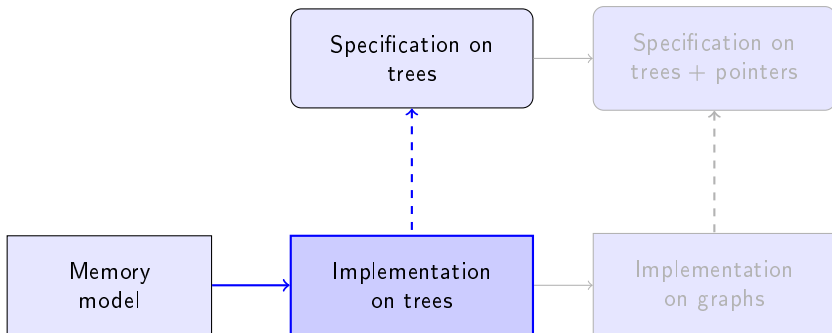 Specification on
trees
Specification on
trees + pointers
Memory
model
Implementation
on trees
Implementation
on graphs